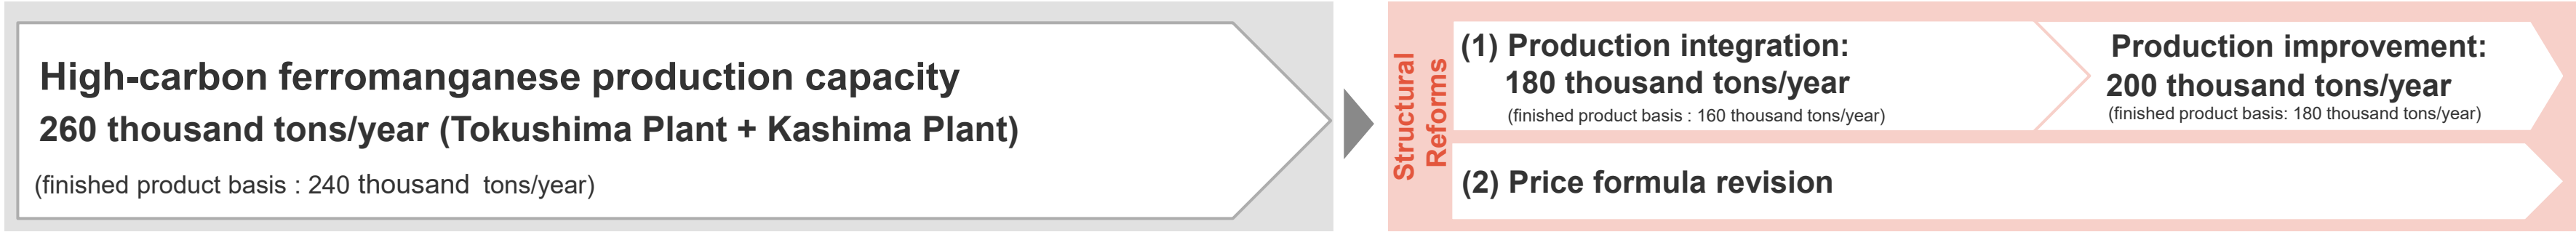 High-carbon ferromanganese production capacity
260 thousand tons/year (Tokushima Plant + Kashima Plant)
(finished product basis : 240 thousand tons/year)
Structural
Reforms
(1) Production integration:
180 thousand tons/year
(finished product basis : 160 thousand tons/year)
Production improvement:
200 thousand tons/year
(finished product basis: 180 thousand tons/year)
(2) Price formula revision